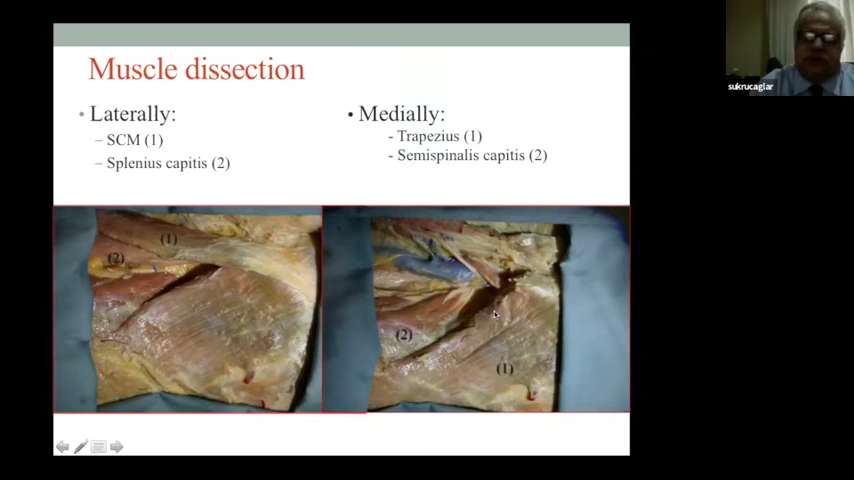 Muscle dissection
• Laterally:
– SCM (1)
– Splenius capitis (2)
• Medially:
- Trapezius (1)
- Semispinalis capitis (2)
(1)
(2)
(2)
(1)
sukrucaglar